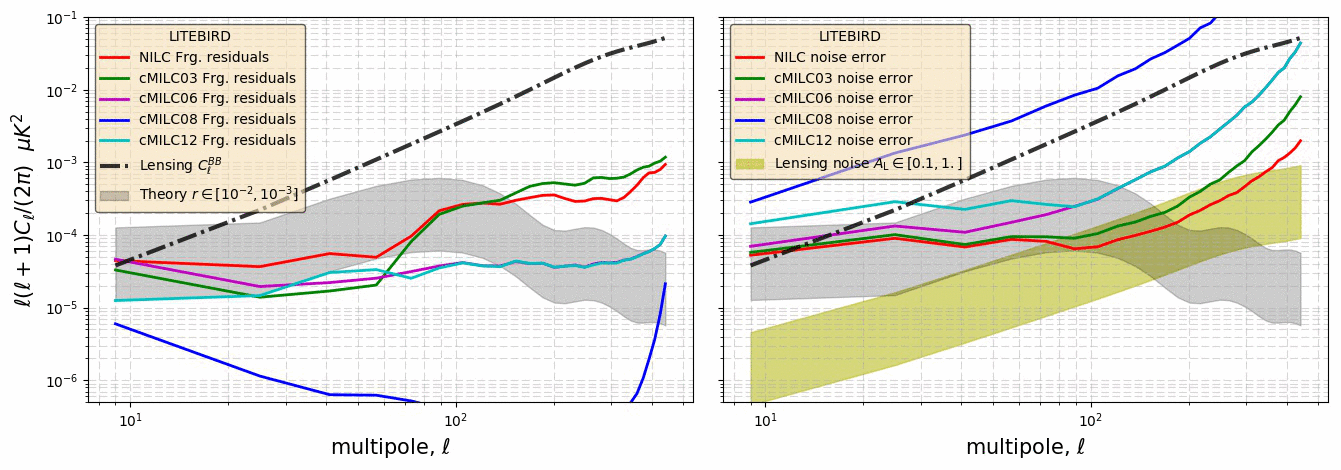 LITEBIRD
NILC Frg. residuals
cMILC03 Frg. residuals
cMILC06 Frg. residuals
cMILC08 Frg. residuals
cMILC12 Frg. residuals
Lensing $C_\ell^{BB}$
Theory $r \in [10^{-2}, 10^{-3}]$
$10^{-1}$
$10^{-2}$
$10^{-3}$
$10^{-4}$
$10^{-5}$
$10^{-6}$
$\ell(\ell+1)C_\ell/(2\pi)$ $\mu K^2$
$10^1$
$10^2$
multipole, $\ell$
LITEBIRD
NILC noise error
cMILC03 noise error
cMILC06 noise error
cMILC08 noise error
cMILC12 noise error
Lensing noise $A_L \in [0.1, 1.]$
$10^1$
$10^2$
multipole, $\ell$